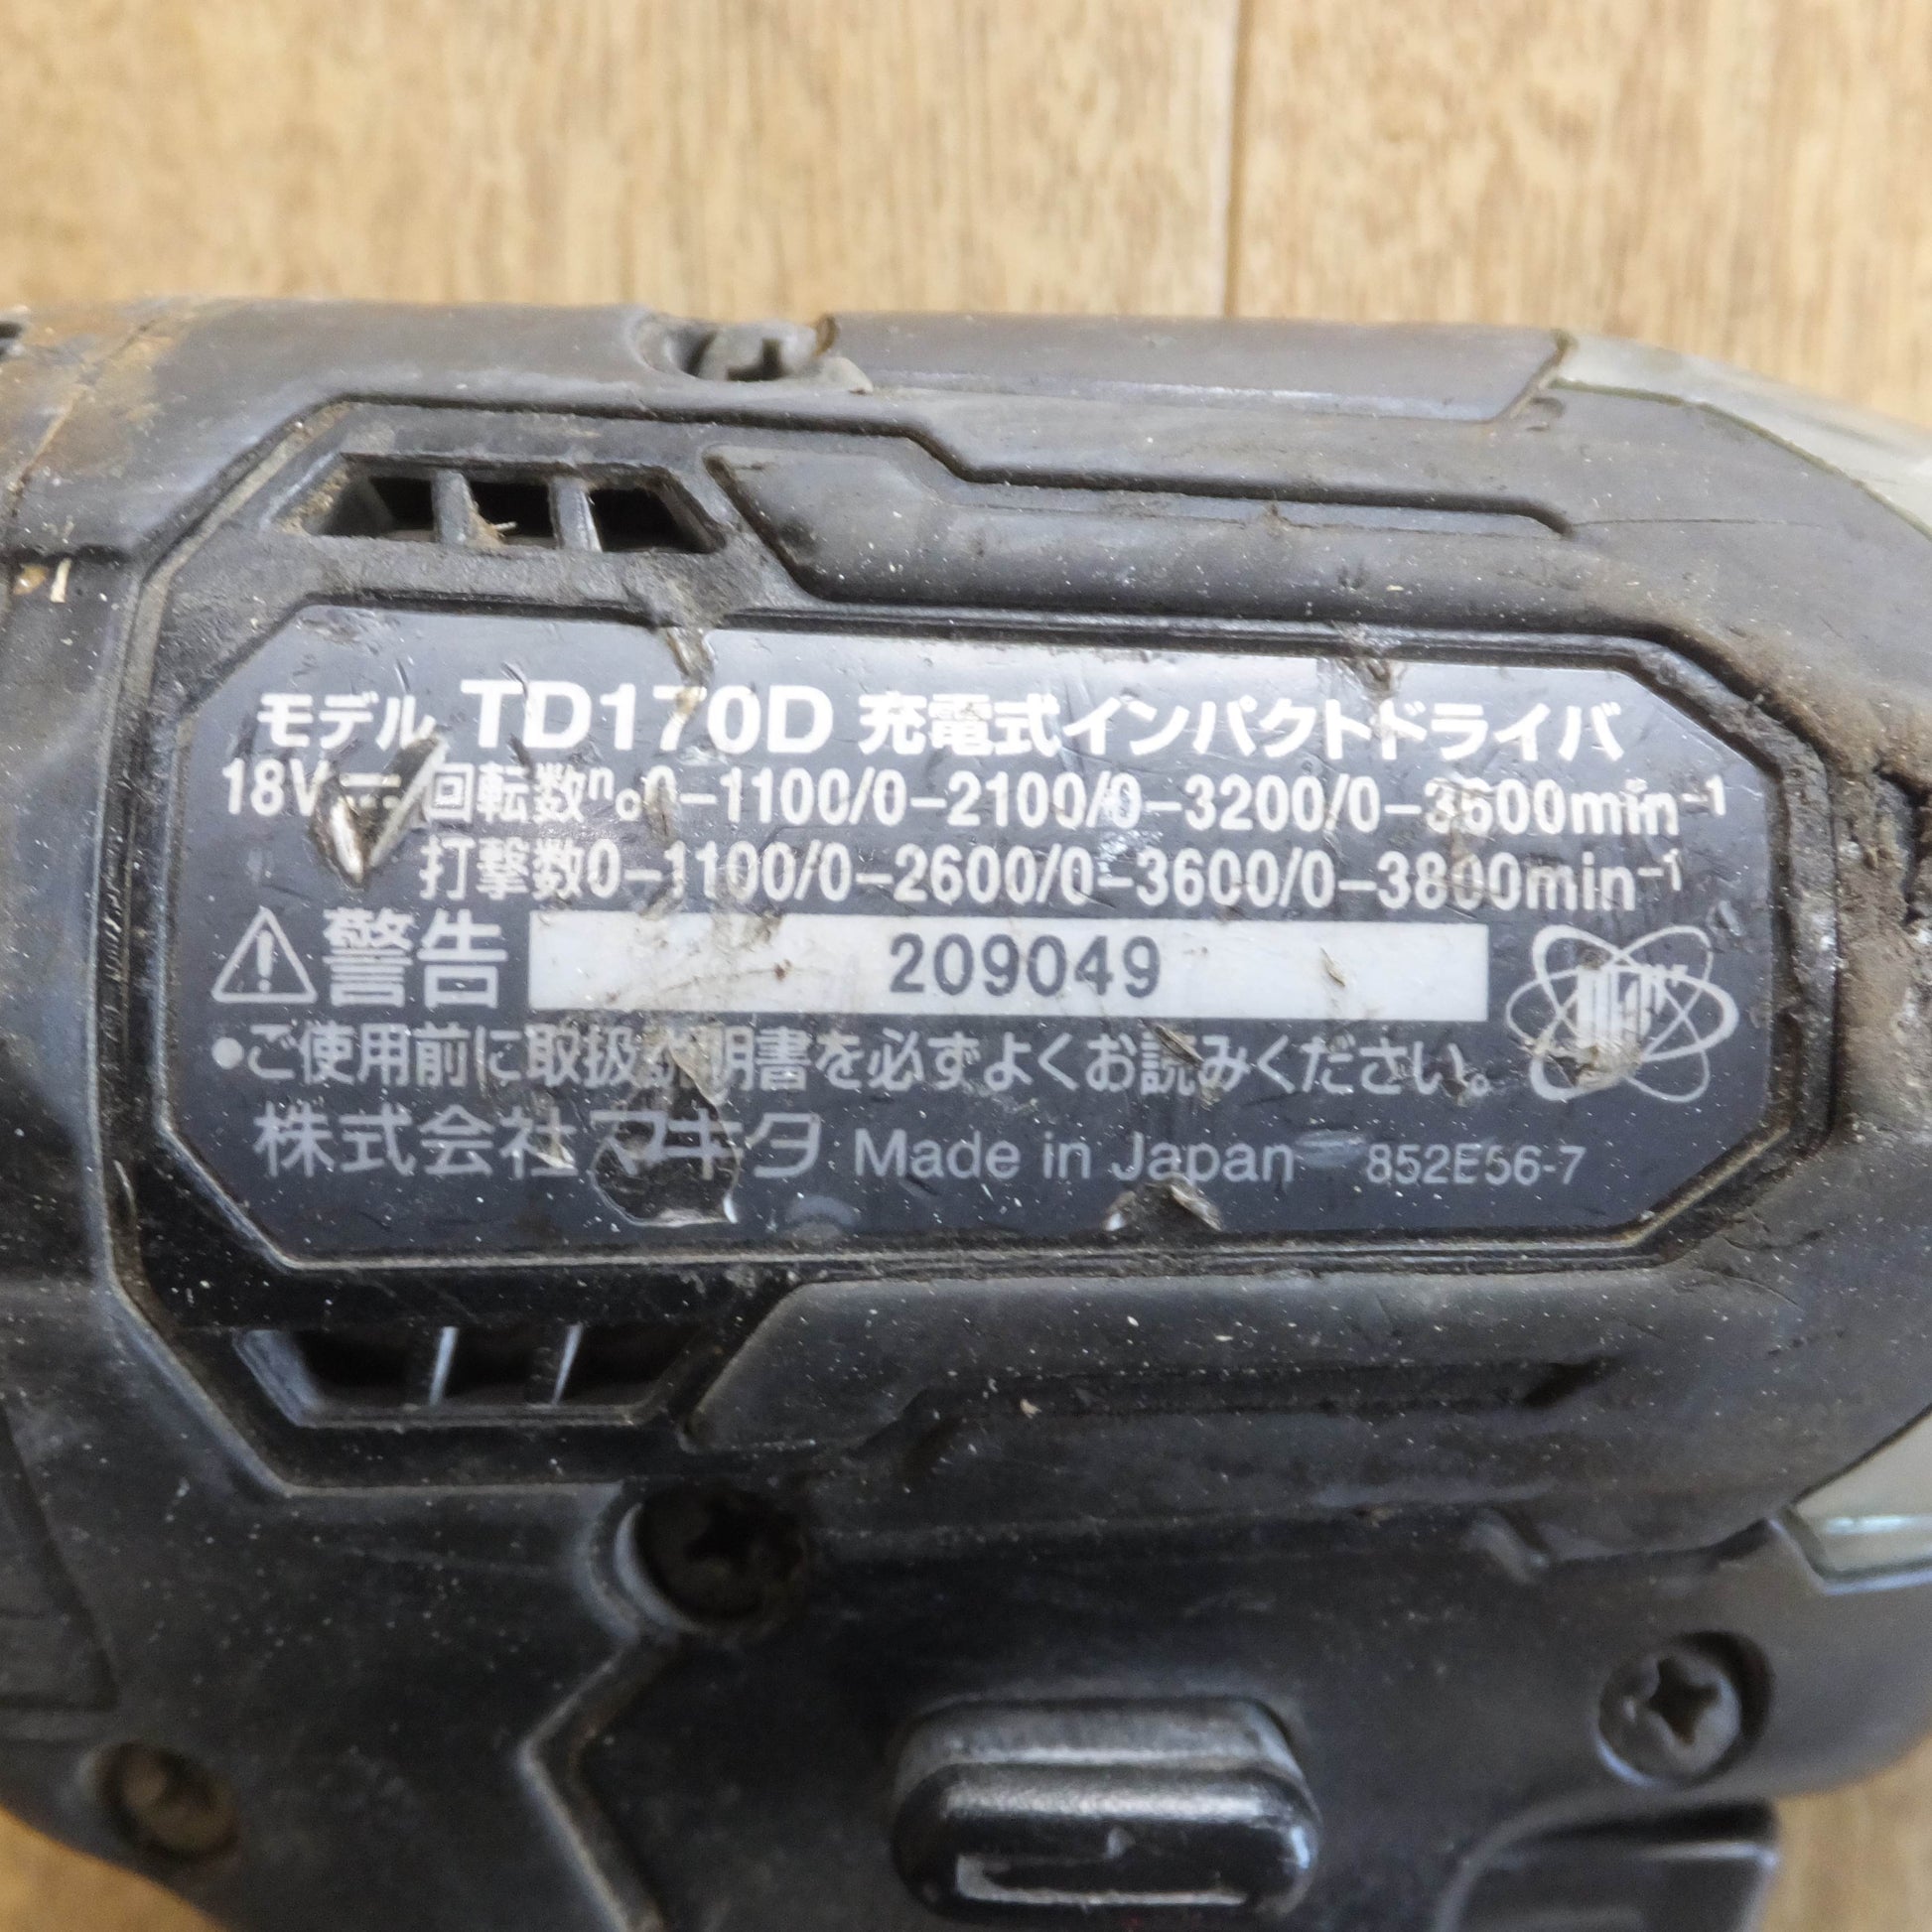 モデル TD170D 充電式インパクトドライバ
18V⎓ 回転数n₀0-1100/0-2100/0-3200/0-3600min⁻¹
打撃数0-1100/0-2600/0-3600/0-3800min⁻¹
⚠警告 209049
●ご使用前に取扱説明書を必ずよくお読みください。
株式会社マキタ Made in Japan 852E56-7